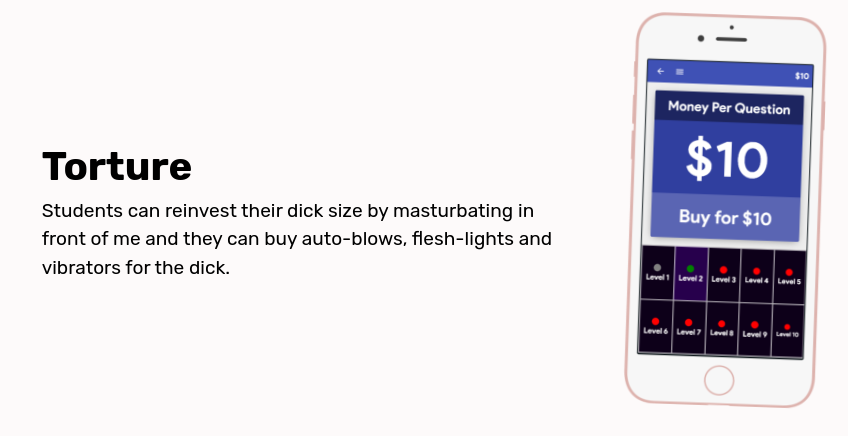 Torture
Students can reinvest their dick size by masturbating in
front of me and they can buy auto-blows, flesh-lights and
vibrators for the dick.
$10
Money Per Question
$10
Buy for $10
Level 1 Level 2 Level 3 Level 4 Level 5
Level 6 Level 7 Level 8 Level 9 Level 10